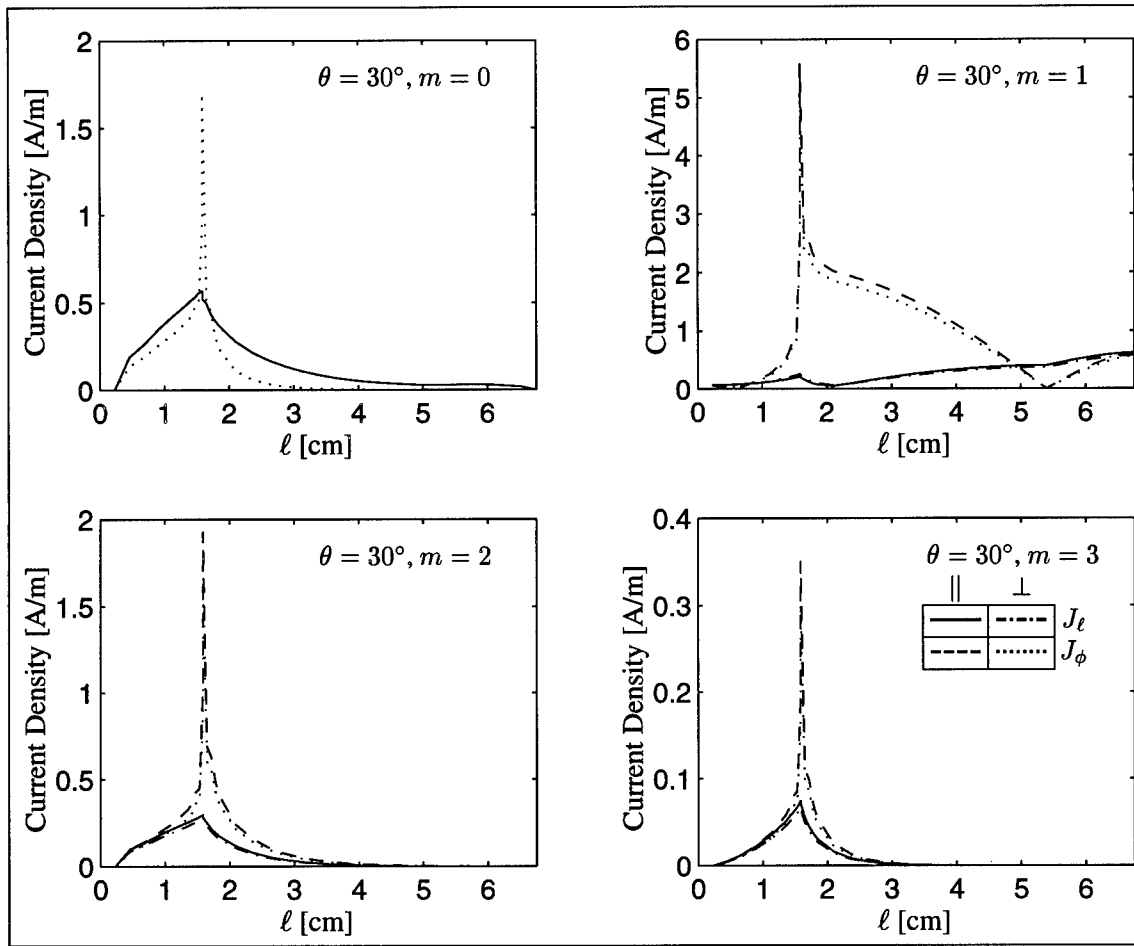 θ = 30°, m = 0
2
1.5
1
0.5
0
0 1 2 3 4 5 6
Current Density [A/m]
ℓ [cm]
θ = 30°, m = 1
6
5
4
3
2
1
0
0 1 2 3 4 5 6
Current Density [A/m]
ℓ [cm]
θ = 30°, m = 2
2
1.5
1
0.5
0
0 1 2 3 4 5 6
Current Density [A/m]
ℓ [cm]
θ = 30°, m = 3
|| ⊥
J_ℓ
J_φ
0.4
0.3
0.2
0.1
0
0 1 2 3 4 5 6
Current Density [A/m]
ℓ [cm]